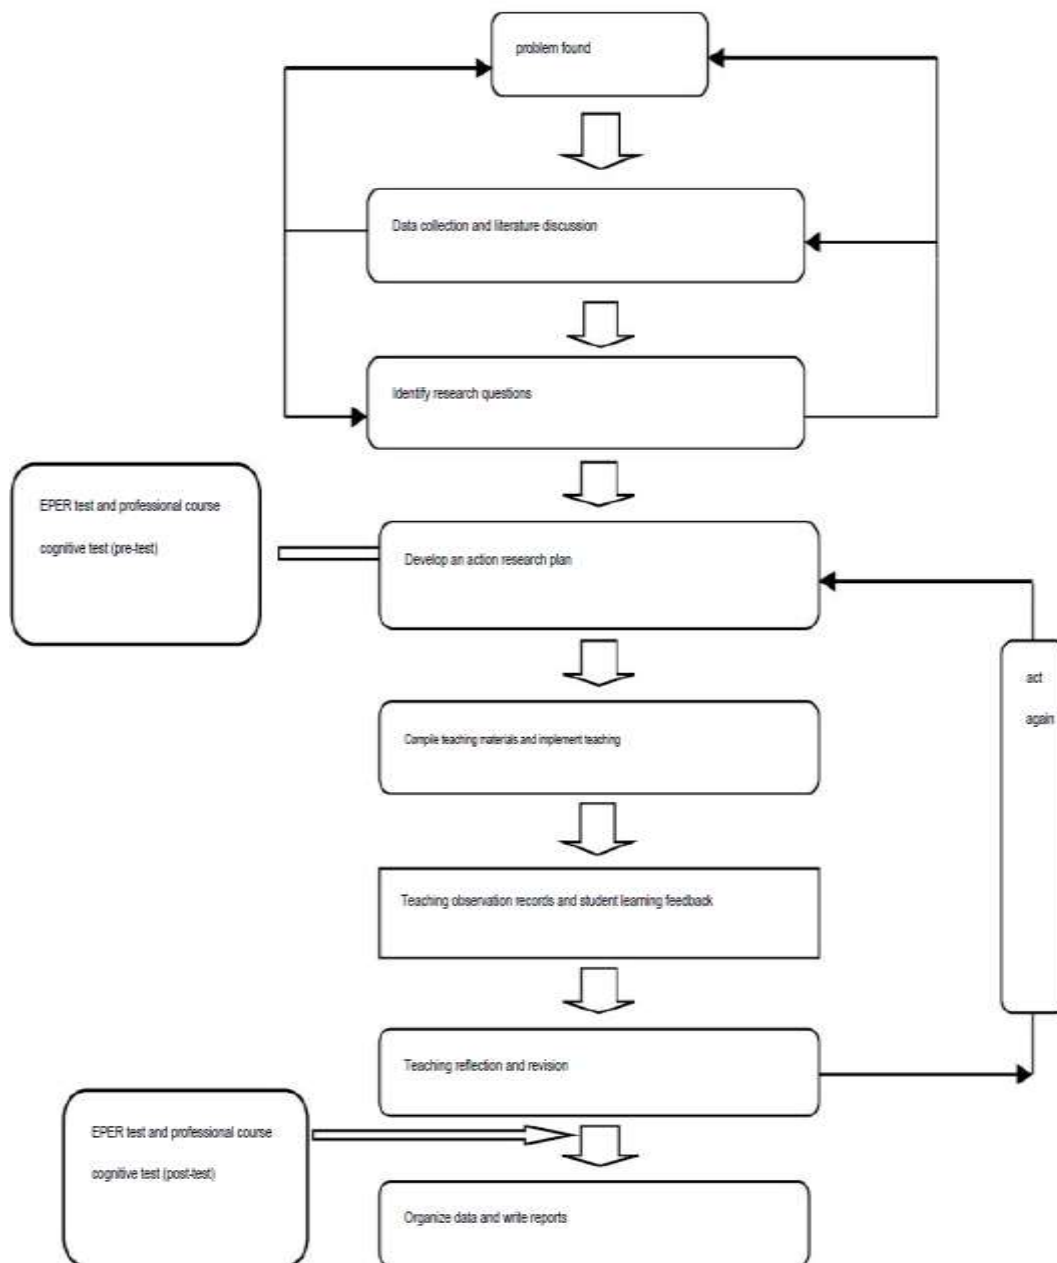 problem found
Data collection and literature discussion
Identify research questions
EPER test and professional course
cognitive test (pre-test)
Develop an action research plan
act
again
Compile teaching materials and implement teaching
Teaching observation records and student learning feedback
Teaching reflection and revision
EPER test and professional course
cognitive test (post-test)
Organize data and write reports